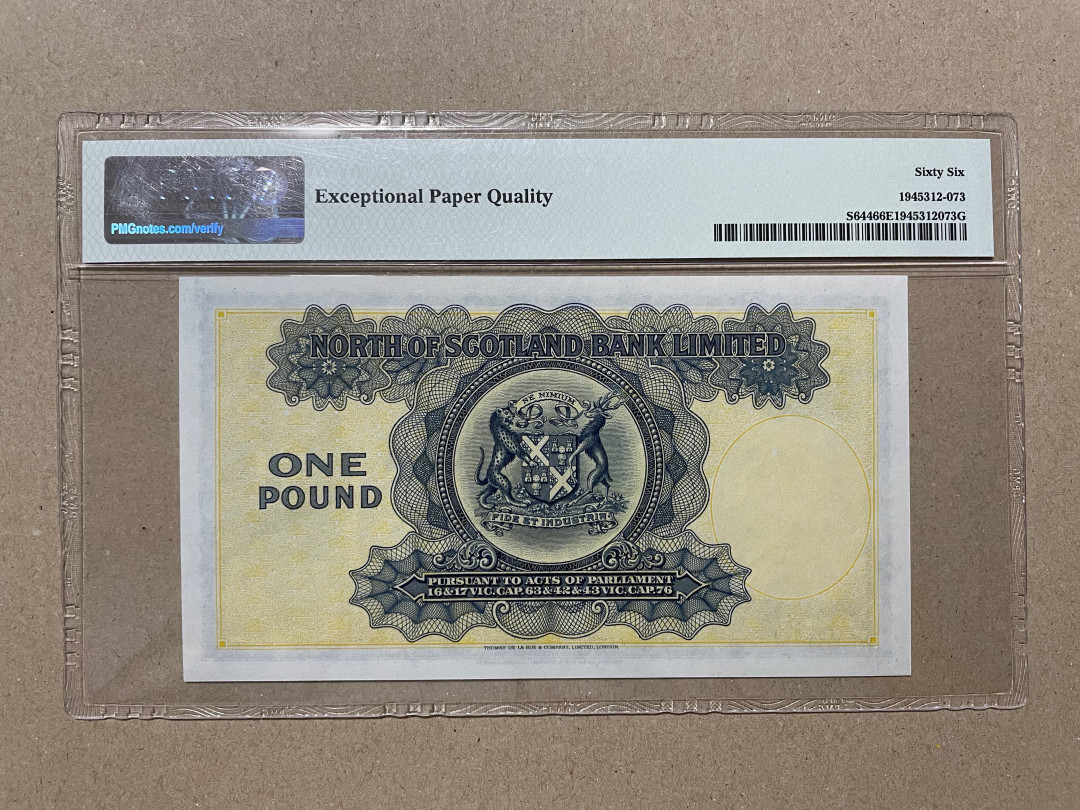 Sixty Six
Exceptional Paper Quality
1945312-073
PMGnotes.com/verify
S64466E1945312073G
NORTH OF SCOTLAND BANK LIMITED
NE NIMIUM
ONE
POUND
FIDE ET INDUSTRIA
PURSUANT TO ACTS OF PARLIAMENT
16&17 VIC. CAP. 63 & 42 & 43 VIC. CAP. 76
THOMAS DE LA RUE & COMPANY, LIMITED, LONDON.